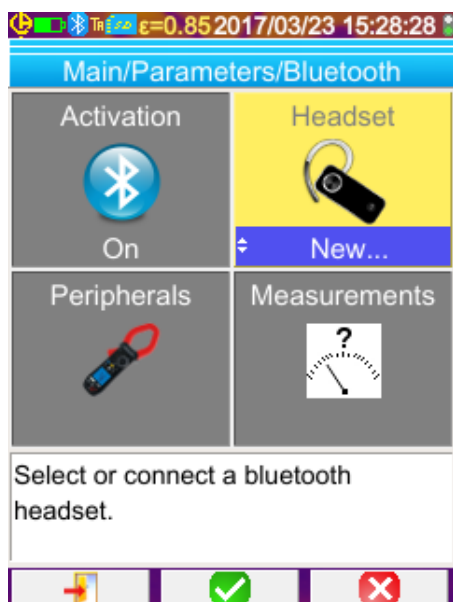 ε=0.85 2017/03/23 15:28:28
Main/Parameters/Bluetooth
Activation
Headset
On
New...
Peripherals
Measurements
?
Select or connect a bluetooth
headset.